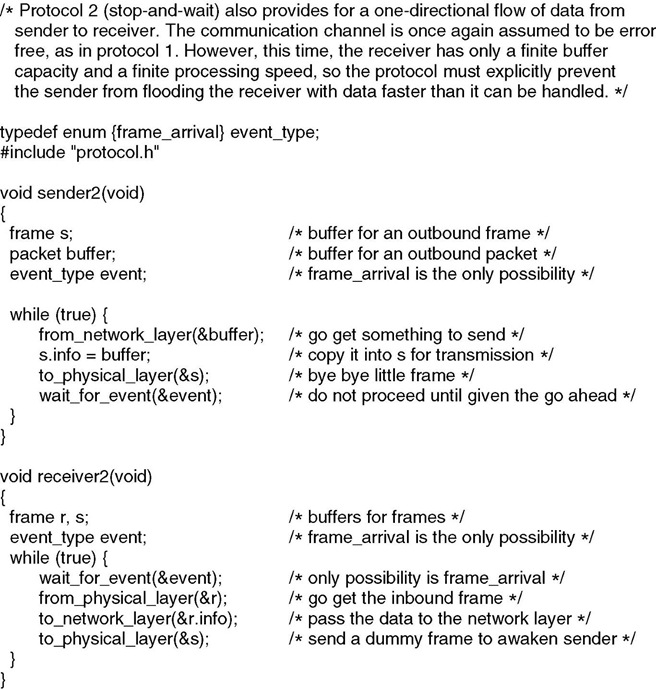 /* Protocol 2 (stop-and-wait) also provides for a one-directional flow of data from
sender to receiver. The communication channel is once again assumed to be error
free, as in protocol 1. However, this time, the receiver has only a finite buffer
capacity and a finite processing speed, so the protocol must explicitly prevent
the sender from flooding the receiver with data faster than it can be handled. */
typedef enum {frame_arrival} event_type;
#include "protocol.h"
void sender2(void)
{
frame s; /* buffer for an outbound frame */
packet buffer; /* buffer for an outbound packet */
event_type event; /* frame_arrival is the only possibility */
while (true) {
from_network_layer(&buffer); /* go get something to send */
s.info = buffer; /* copy it into s for transmission */
to_physical_layer(&s); /* bye bye little frame */
wait_for_event(&event); /* do not proceed until given the go ahead */
}
}
void receiver2(void)
{
frame r, s; /* buffers for frames */
event_type event; /* frame_arrival is the only possibility */
while (true) {
wait_for_event(&event); /* only possibility is frame_arrival */
from_physical_layer(&r); /* go get the inbound frame */
to_network_layer(&r.info); /* pass the data to the network layer */
to_physical_layer(&s); /* send a dummy frame to awaken sender */
}
}